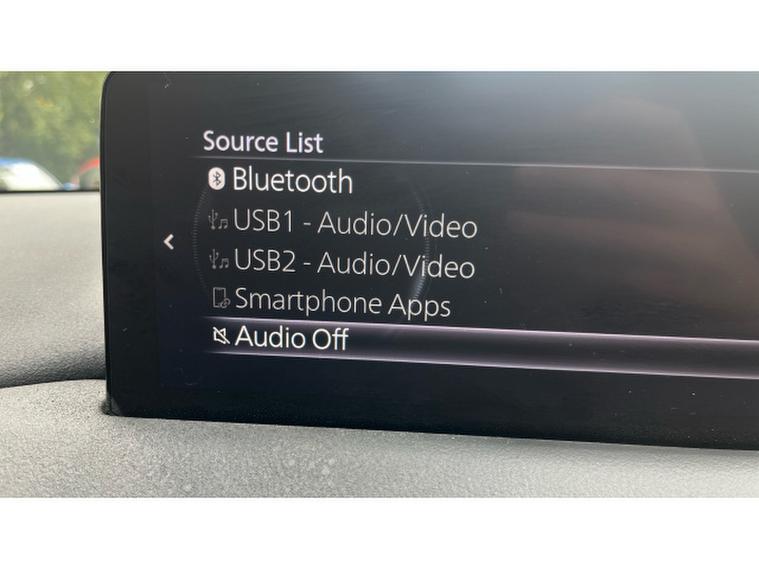 Source List
Bluetooth
USB1 - Audio/Video
USB2 - Audio/Video
Smartphone Apps
Audio Off